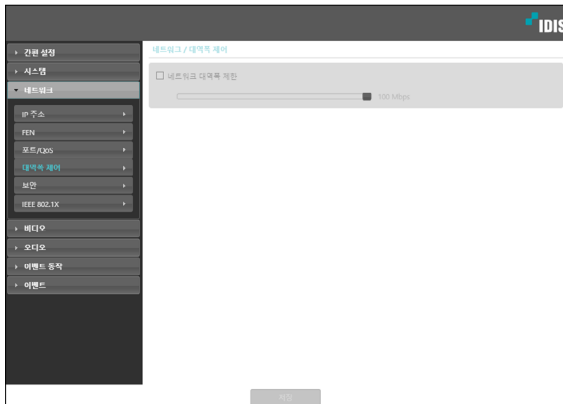 IDIS
간편 설정
시스템
네트워크
IP 주소
FEN
포트/QoS
대역폭 제어
보안
IEEE 802.1X
비디오
오디오
이벤트 동작
이벤트
네트워크 / 대역폭 제어
네트워크 대역폭 제한
100 Mbps
저장